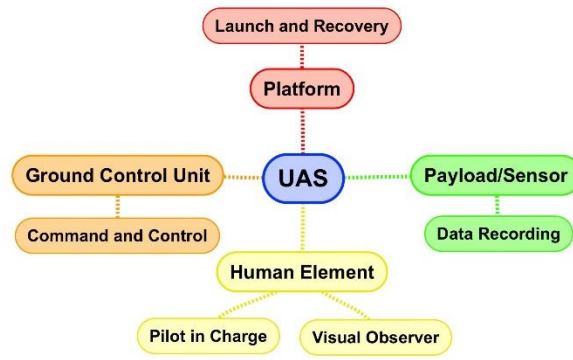 Launch and Recovery
Platform
Ground Control Unit
UAS
Payload/Sensor
Command and Control
Data Recording
Human Element
Pilot in Charge
Visual Observer